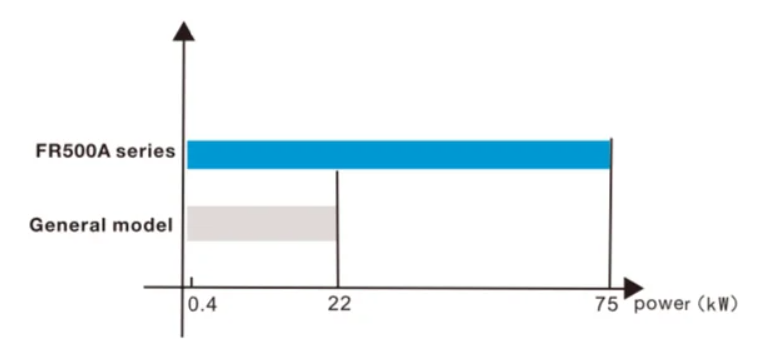 FR500A series
General model
0.4 22 75 power (kW)